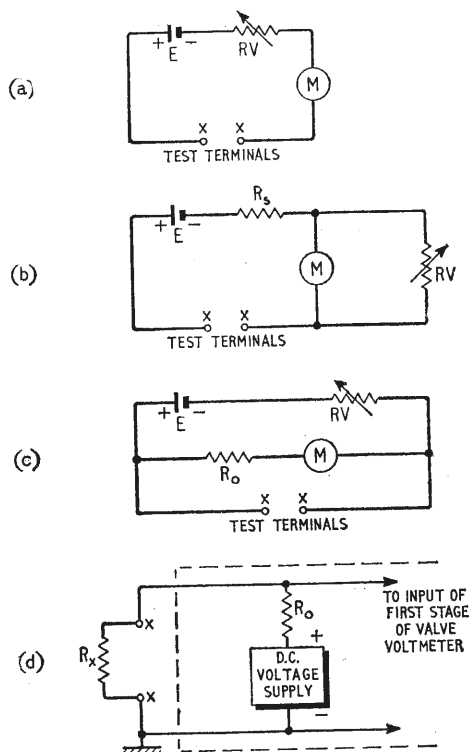 (a)
+ E −
RV
M
X X
TEST TERMINALS
(b)
+ E −
Rs
M
RV
X X
TEST TERMINALS
(c)
+ E −
RV
Ro
M
X X
TEST TERMINALS
(d)
Rx
X
X
Ro
+
D.C.
VOLTAGE
SUPPLY
−
TO INPUT OF
FIRST STAGE
OF VALVE
VOLTMETER